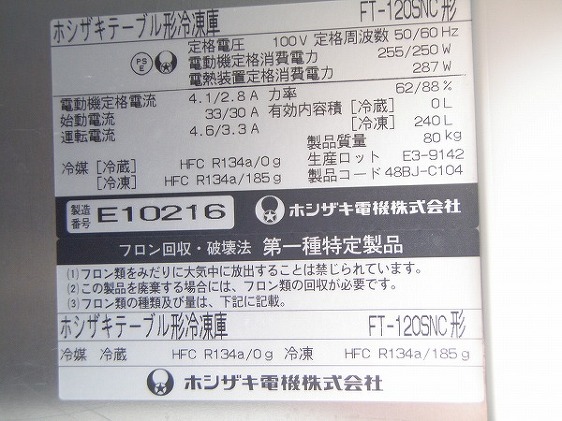 ホシザキテーブル形冷凍庫 FT-120SNC形
定格電圧 100V 定格周波数 50/60Hz
PS E 電動機定格消費電力 255/250W
電熱装置定格消費電力 287W
電動機定格電流 4.1/2.8A 力率 62/88%
始動電流 33/30A 有効内容積 [冷蔵] 0L
運転電流 4.6/3.3A [冷凍] 240L
製品質量 80kg
冷媒 [冷蔵] HFC R134a/0g 生産ロット E3-9142
[冷凍] HFC R134a/185g 製品コード 48BJ-C104
製造番号 E10216 ホシザキ電機株式会社
フロン回収・破壊法 第一種特定製品
(1)フロン類をみだりに大気中に放出することは禁じられています。
(2)この製品を廃棄する場合には、フロン類の回収が必要です。
(3)フロン類の種類及び量は、下記に記載。
ホシザキテーブル形冷凍庫 FT-120SNC形
冷媒 冷蔵 HFC R134a/0g 冷凍 HFC R134a/185g
ホシザキ電機株式会社